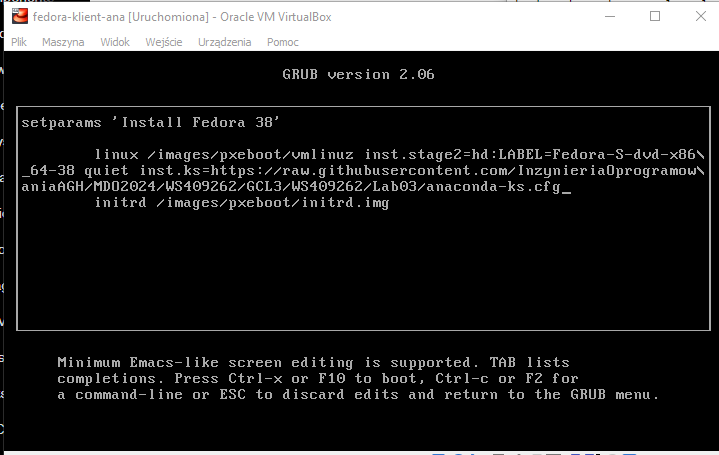 fedora-klient-ana [Uruchomiona] - Oracle VM VirtualBox
Plik Maszyna Widok Wejście Urządzenia Pomoc
GRUB version 2.06
setparams 'Install Fedora 38'
linux /images/pxeboot/vmlinuz inst.stage2=hd:LABEL=Fedora-S-dvd-x86\
_64-38 quiet inst.ks=https://raw.githubusercontent.com/InzynieriaOprogramow\
aniaAGH/MDO2024/WS409262/GCL3/WS409262/Lab03/anaconda-ks.cfg_
initrd /images/pxeboot/initrd.img
Minimum Emacs-like screen editing is supported. TAB lists
completions. Press Ctrl-x or F10 to boot, Ctrl-c or F2 for
a command-line or ESC to discard edits and return to the GRUB menu.